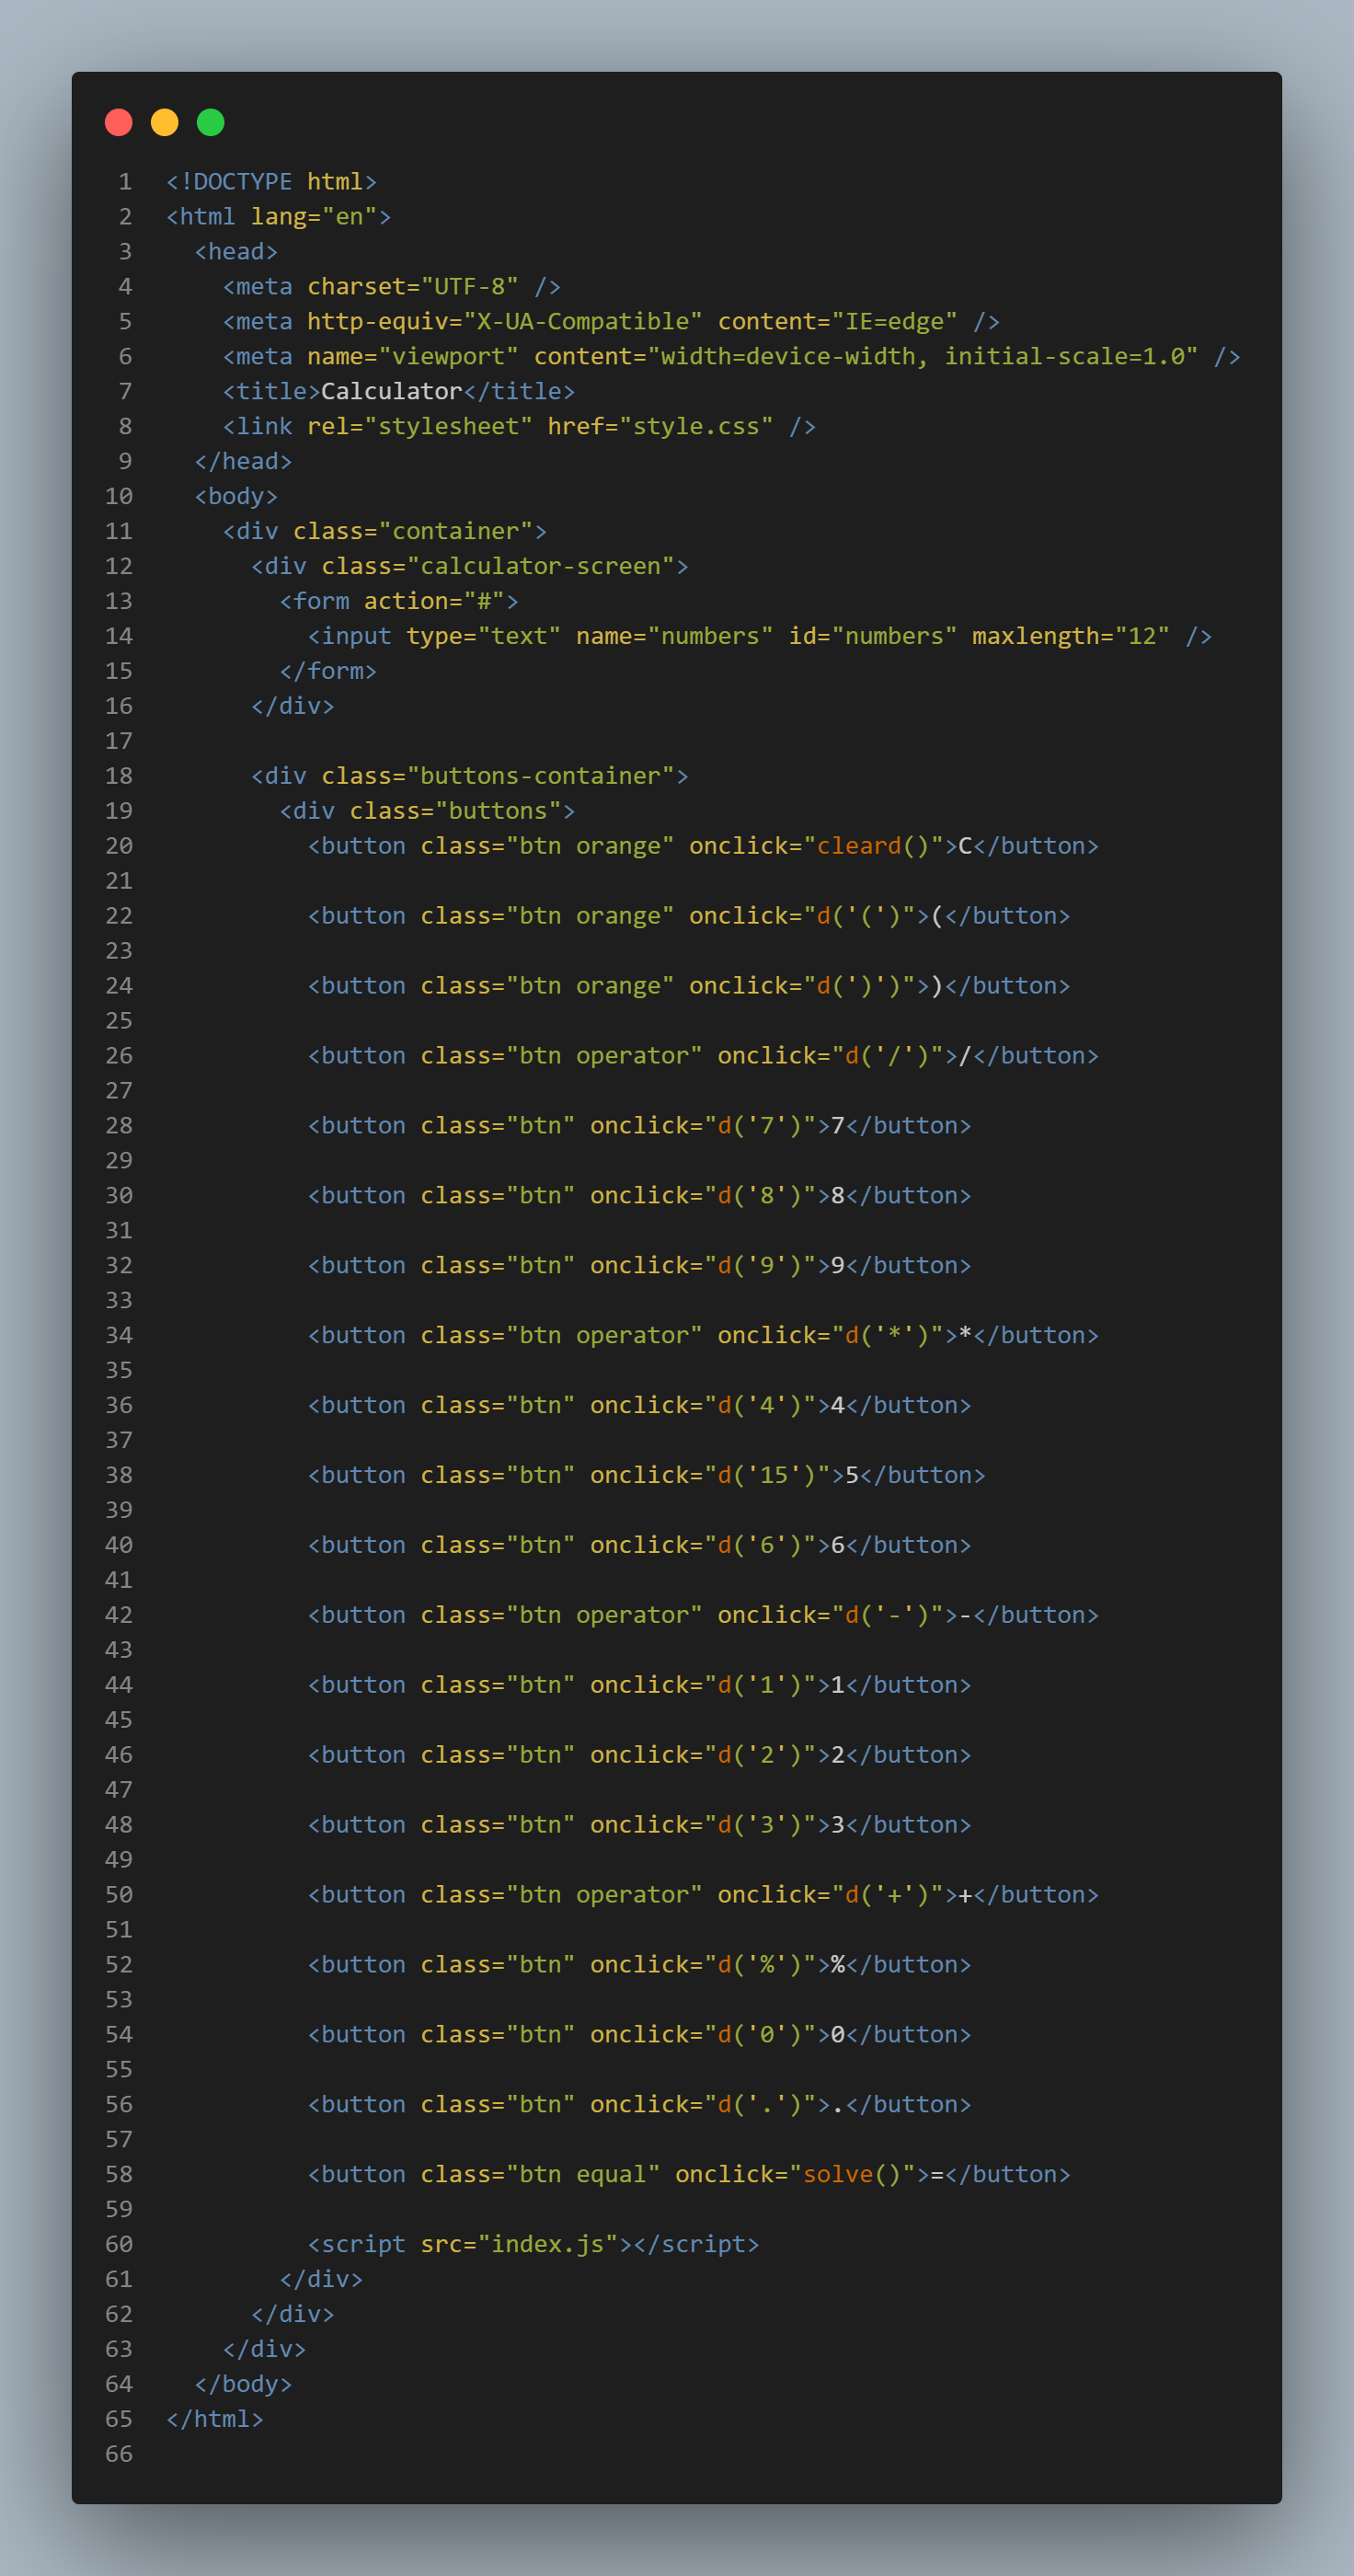 1 <!DOCTYPE html>
2 <html lang="en">
3   <head>
4     <meta charset="UTF-8" />
5     <meta http-equiv="X-UA-Compatible" content="IE=edge" />
6     <meta name="viewport" content="width=device-width, initial-scale=1.0" />
7     <title>Calculator</title>
8     <link rel="stylesheet" href="style.css" />
9   </head>
10   <body>
11     <div class="container">
12       <div class="calculator-screen">
13         <form action="#">
14           <input type="text" name="numbers" id="numbers" maxlength="12" />
15         </form>
16       </div>
17
18       <div class="buttons-container">
19         <div class="buttons">
20           <button class="btn orange" onclick="cleard()">C</button>
21
22           <button class="btn orange" onclick="d('(')">(</button>
23
24           <button class="btn orange" onclick="d(')')">)</button>
25
26           <button class="btn operator" onclick="d('/')">/</button>
27
28           <button class="btn" onclick="d('7')">7</button>
29
30           <button class="btn" onclick="d('8')">8</button>
31
32           <button class="btn" onclick="d('9')">9</button>
33
34           <button class="btn operator" onclick="d('*')">*</button>
35
36           <button class="btn" onclick="d('4')">4</button>
37
38           <button class="btn" onclick="d('15')">5</button>
39
40           <button class="btn" onclick="d('6')">6</button>
41
42           <button class="btn operator" onclick="d('-')">-</button>
43
44           <button class="btn" onclick="d('1')">1</button>
45
46           <button class="btn" onclick="d('2')">2</button>
47
48           <button class="btn" onclick="d('3')">3</button>
49
50           <button class="btn operator" onclick="d('+')">+</button>
51
52           <button class="btn" onclick="d('%')">%</button>
53
54           <button class="btn" onclick="d('0')">0</button>
55
56           <button class="btn" onclick="d('.')">.</button>
57
58           <button class="btn equal" onclick="solve()">=</button>
59
60           <script src="index.js"></script>
61         </div>
62       </div>
63     </div>
64   </body>
65 </html>
66